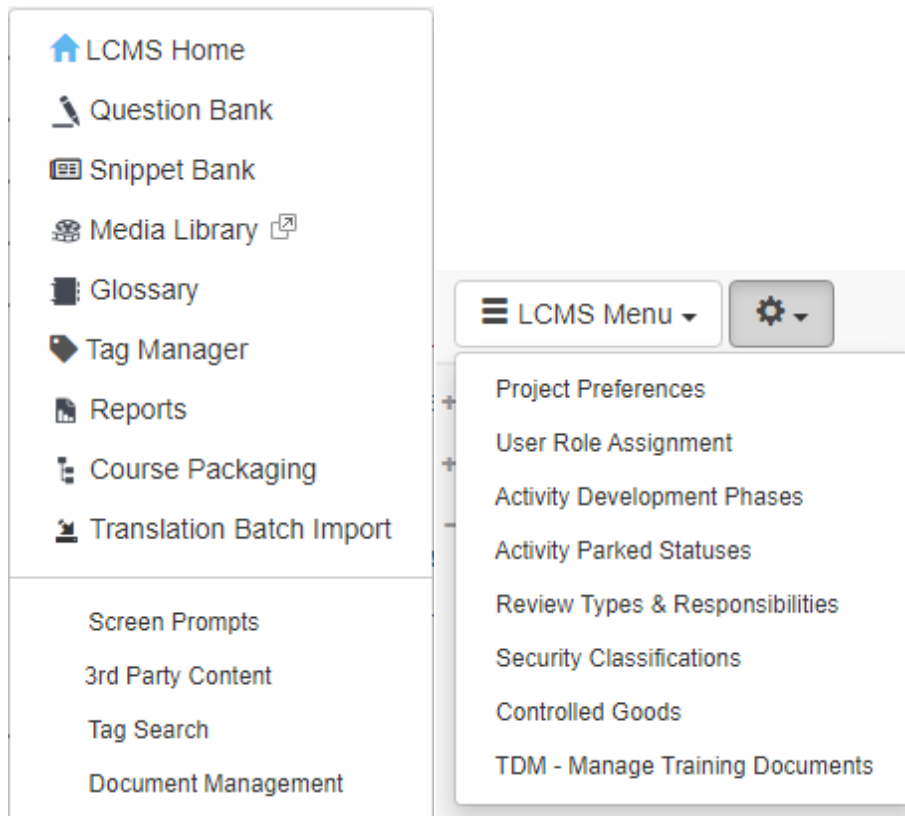 LCMS Home
Question Bank
Snippet Bank
Media Library
Glossary
Tag Manager
Reports
Course Packaging
Translation Batch Import
Screen Prompts
3rd Party Content
Tag Search
Document Management
LCMS Menu
Project Preferences
User Role Assignment
Activity Development Phases
Activity Parked Statuses
Review Types & Responsibilities
Security Classifications
Controlled Goods
TDM - Manage Training Documents